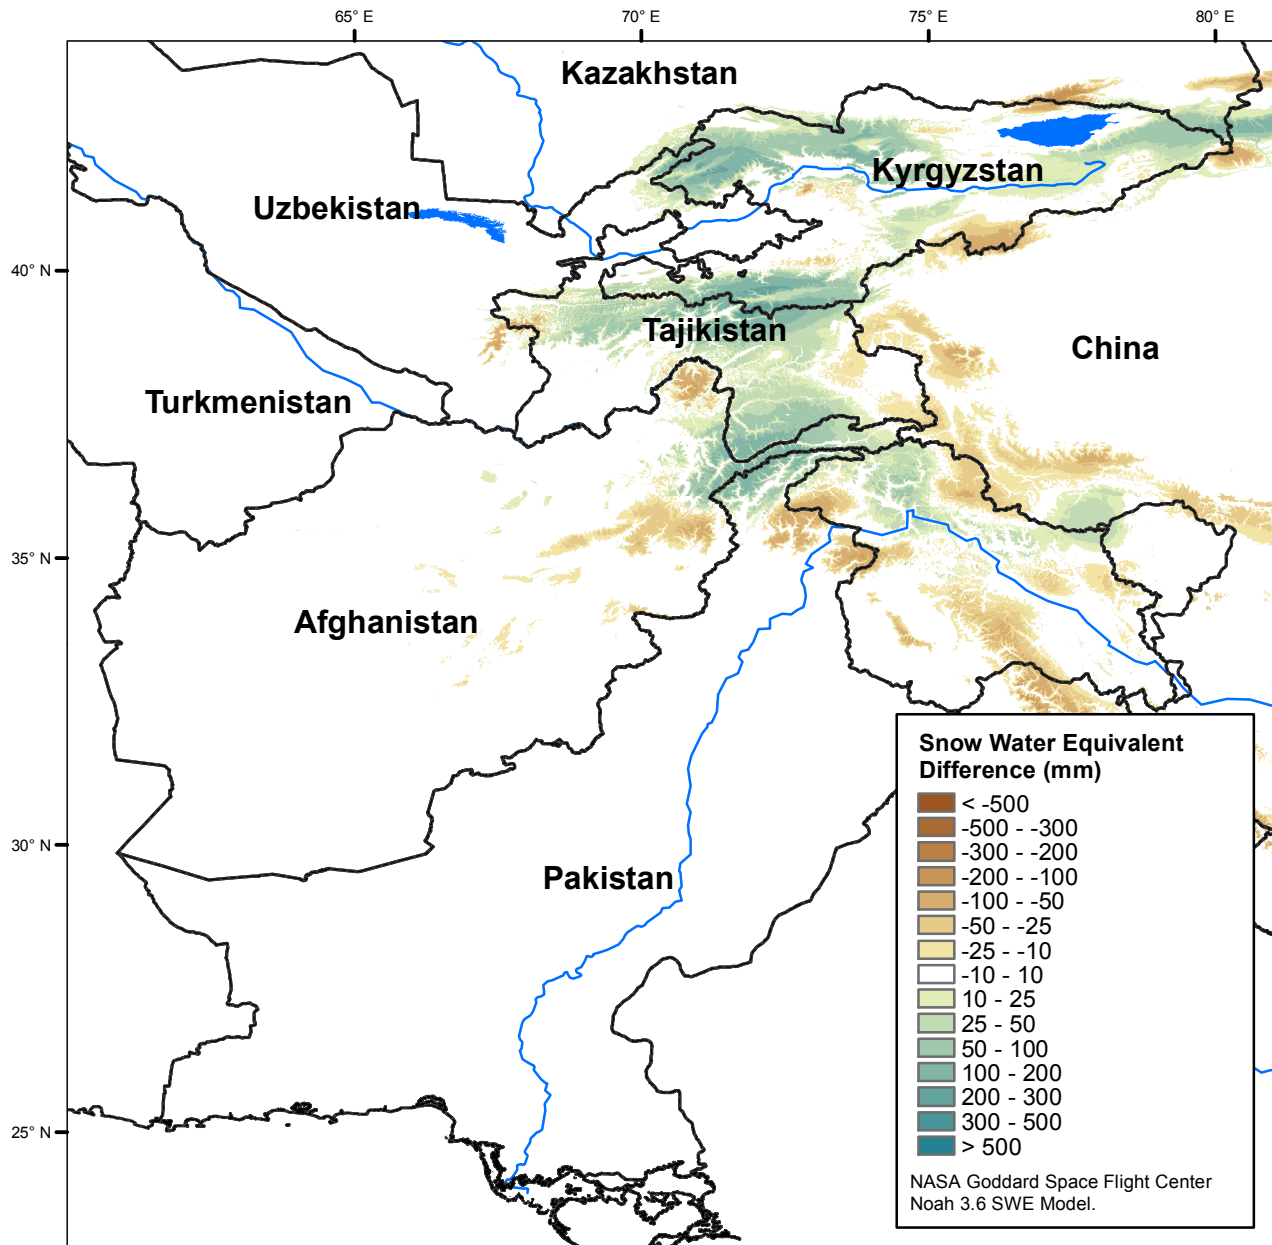 65° E 70° E 75° E 80° E
Kazakhstan
Kyrgyzstan
Uzbekistan
40° N
Tajikistan
China
Turkmenistan
35° N
Afghanistan
Snow Water Equivalent
Difference (mm)
< -500
-500 - -300
-300 - -200
-200 - -100
-100 - -50
-50 - -25
-25 - -10
-10 - 10
10 - 25
25 - 50
50 - 100
100 - 200
200 - 300
300 - 500
> 500
NASA Goddard Space Flight Center
Noah 3.6 SWE Model.
30° N
Pakistan
25° N